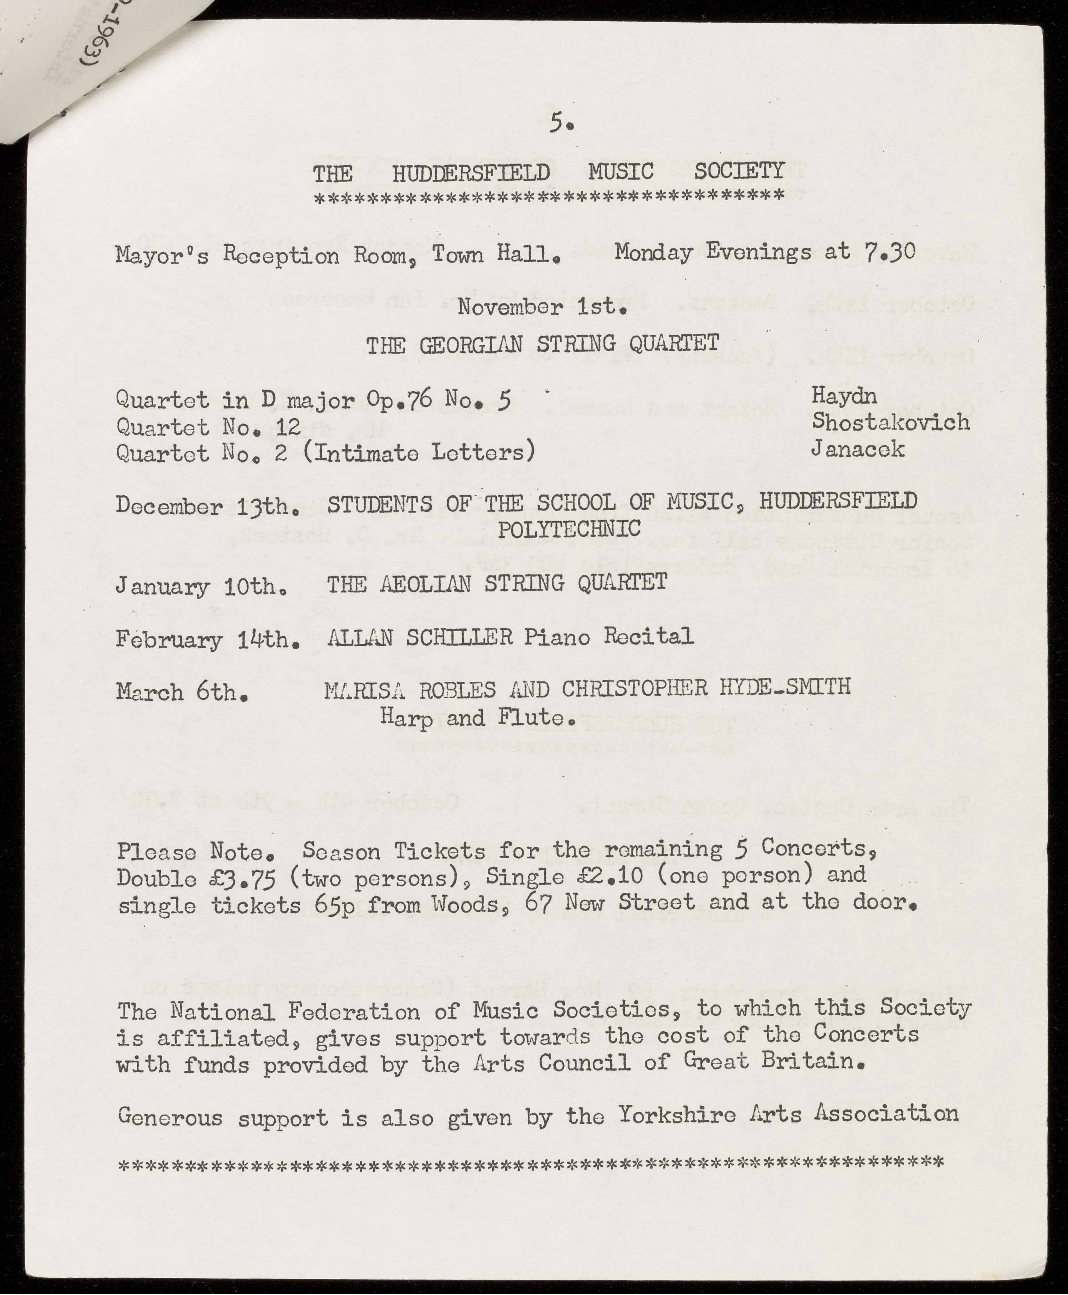 -1963)
5.
THE HUDDERSFIELD MUSIC SOCIETY
************************************
Mayor's Reception Room, Town Hall. Monday Evenings at 7.30
November 1st.
THE GEORGIAN STRING QUARTET
Quartet in D major Op.76 No. 5 Haydn
Quartet No. 12 Shostakovich
Quartet No. 2 (Intimate Letters) Janacek
December 13th. STUDENTS OF THE SCHOOL OF MUSIC, HUDDERSFIELD
POLYTECHNIC
January 10th. THE AEOLIAN STRING QUARTET
February 14th. ALLAN SCHILLER Piano Recital
March 6th. MARISA ROBLES AND CHRISTOPHER HYDE-SMITH
Harp and Flute.
Please Note. Season Tickets for the remaining 5 Concerts,
Double £3.75 (two persons), Single £2.10 (one person) and
single tickets 65p from Woods, 67 New Street and at the door.
The National Federation of Music Societies, to which this Society
is affiliated, gives support towards the cost of the Concerts
with funds provided by the Arts Council of Great Britain.
Generous support is also given by the Yorkshire Arts Association
***************************************************************